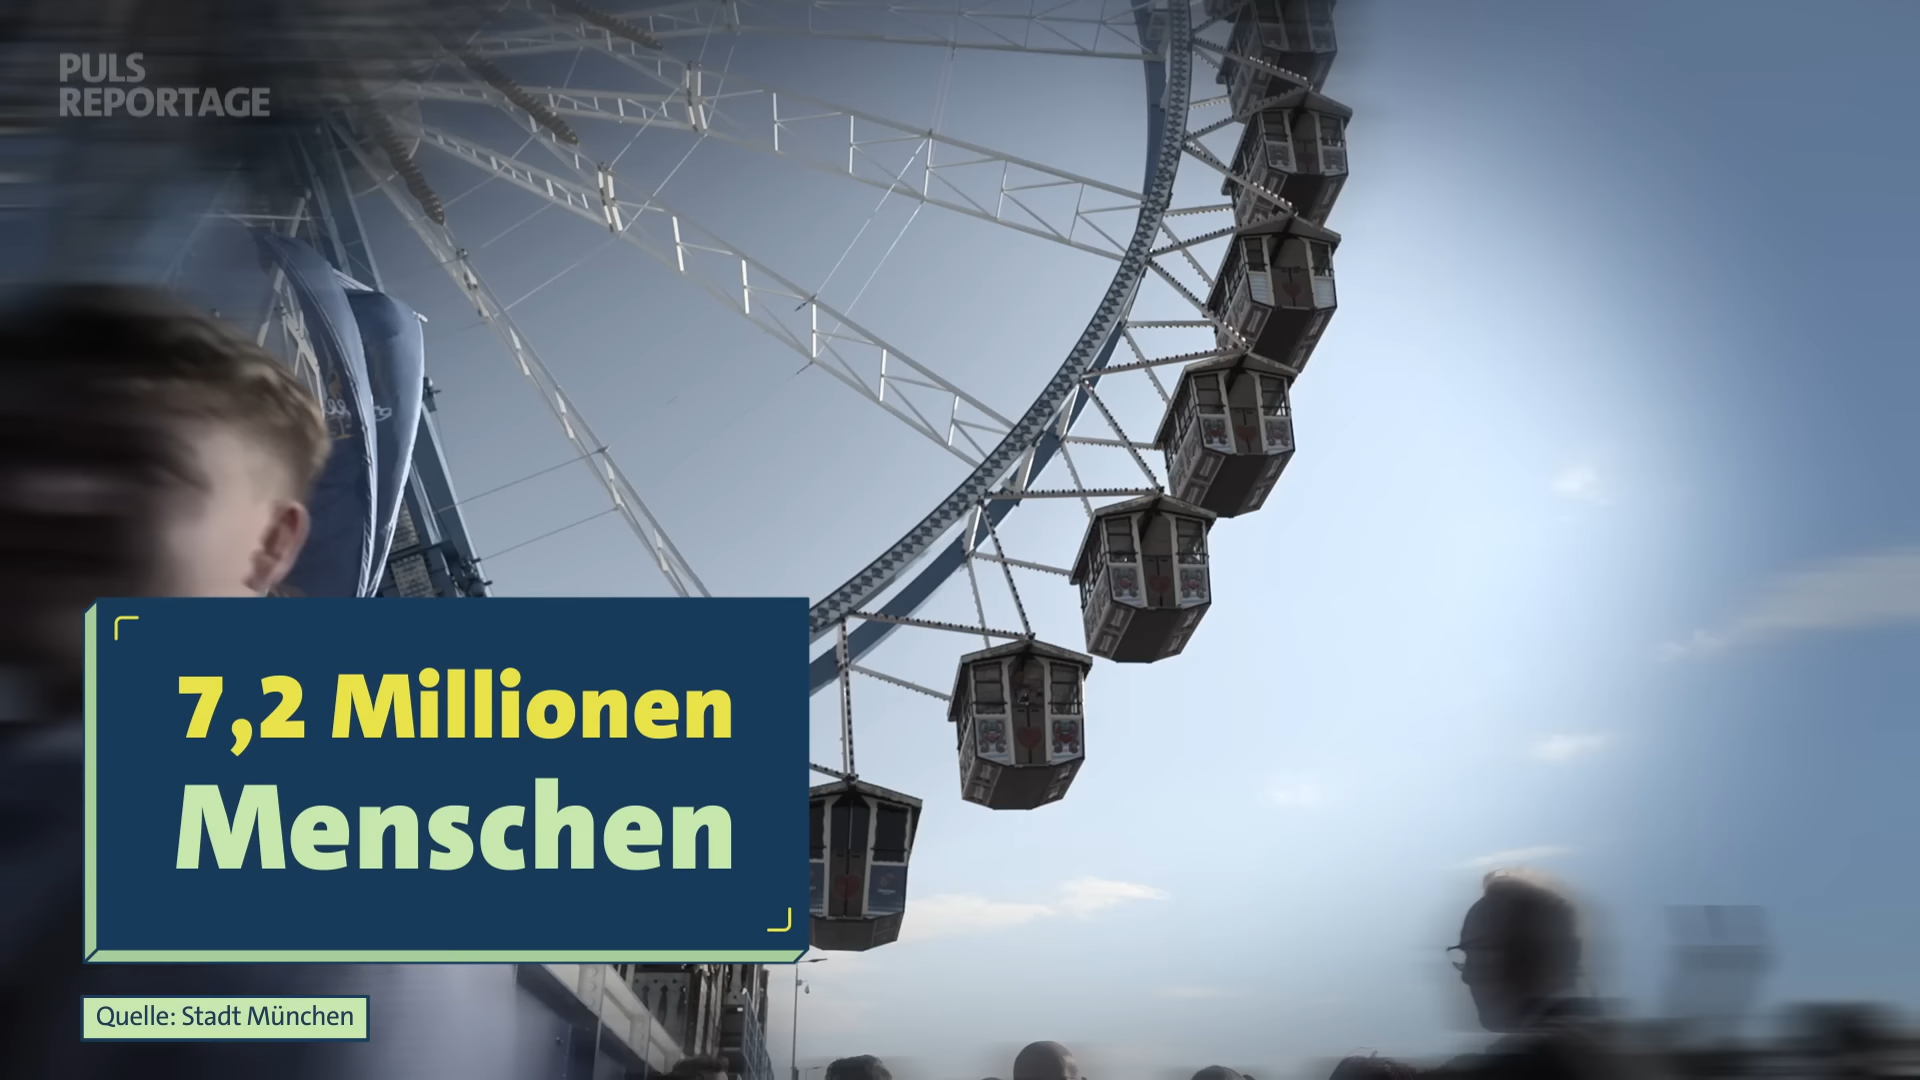 PULS
REPORTAGE
7,2 Millionen
Menschen
Quelle: Stadt München